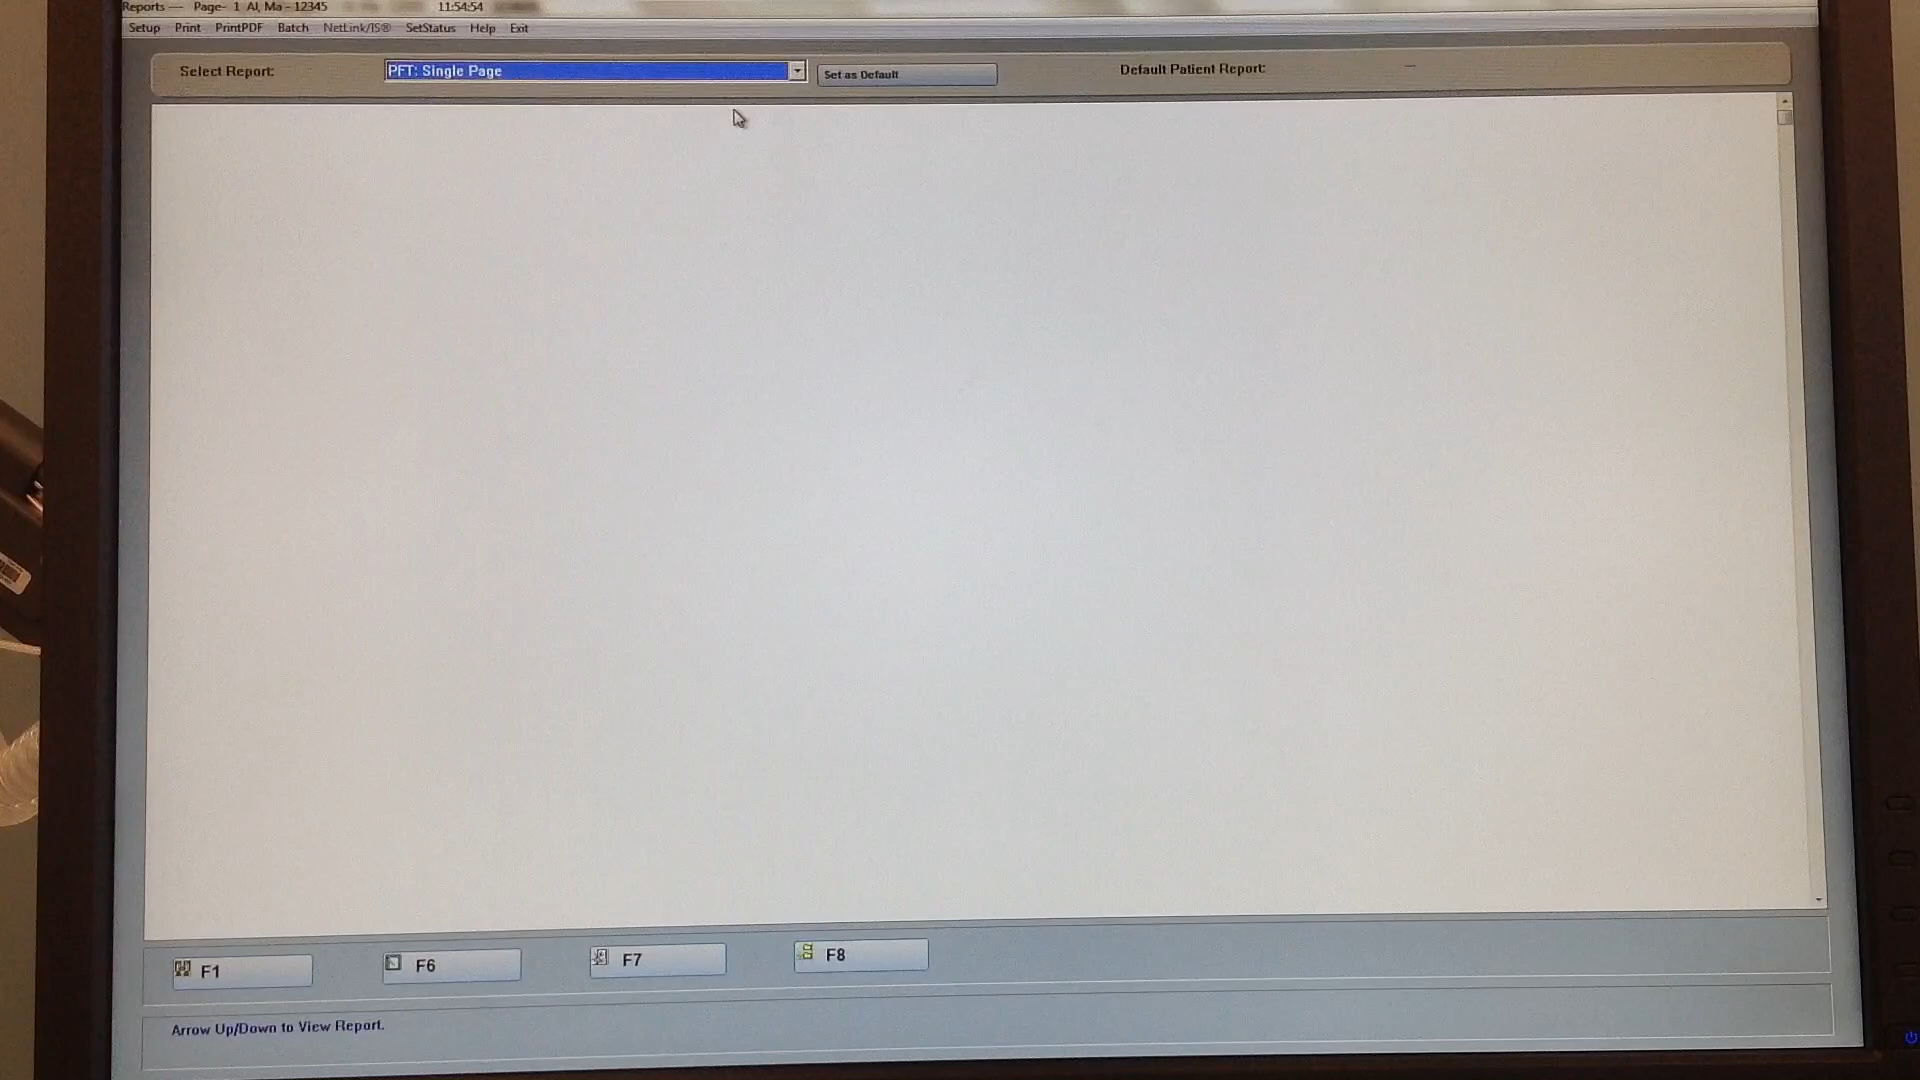 Reports --- Page- 1 Al, Ma - 12345 11:54:54
Setup Print PrintPDF Batch NetLink/IS® SetStatus Help Exit
Select Report: PFT: Single Page Set as Default Default Patient Report: ---
F1 F6 F7 F8
Arrow Up/Down to View Report.